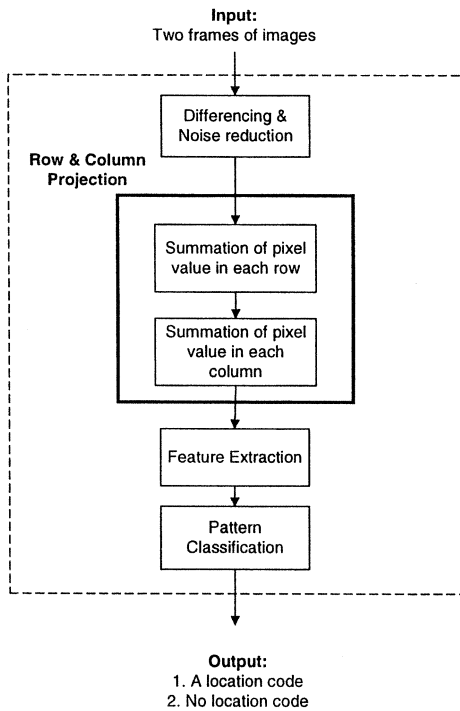 Input:
Two frames of images
Differencing &
Noise reduction
Row & Column
Projection
Summation of pixel
value in each row
Summation of pixel
value in each
column
Feature Extraction
Pattern
Classification
Output:
1. A location code
2. No location code